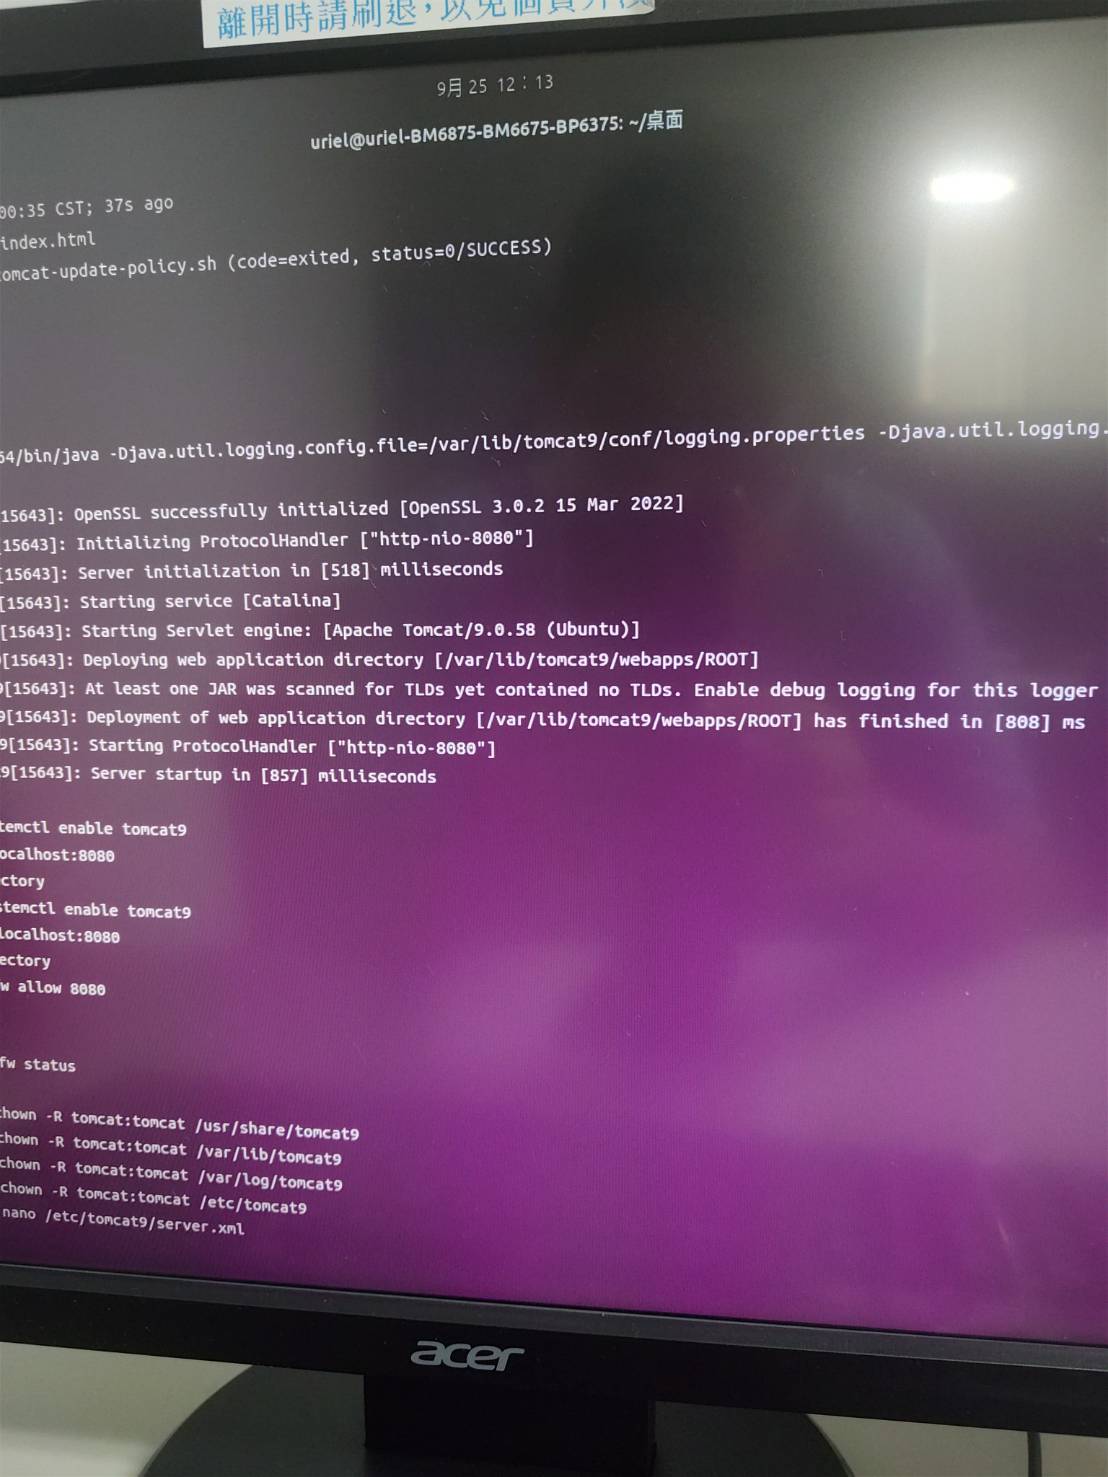 離開時請刷退，以免個資外洩
9月 25 12：13
uriel@uriel-BM6875-BM6675-BP6375: ~/桌面
00:35 CST; 37s ago
index.html
tomcat-update-policy.sh (code=exited, status=0/SUCCESS)
64/bin/java -Djava.util.logging.config.file=/var/lib/tomcat9/conf/logging.properties -Djava.util.logging.
15643]: OpenSSL successfully initialized [OpenSSL 3.0.2 15 Mar 2022]
[15643]: Initializing ProtocolHandler ["http-nio-8080"]
[15643]: Server initialization in [518] milliseconds
[15643]: Starting service [Catalina]
[15643]: Starting Servlet engine: [Apache Tomcat/9.0.58 (Ubuntu)]
[15643]: Deploying web application directory [/var/lib/tomcat9/webapps/ROOT]
9[15643]: At least one JAR was scanned for TLDs yet contained no TLDs. Enable debug logging for this logger
9[15643]: Deployment of web application directory [/var/lib/tomcat9/webapps/ROOT] has finished in [808] ms
9[15643]: Starting ProtocolHandler ["http-nio-8080"]
t9[15643]: Server startup in [857] milliseconds
temctl enable tomcat9
ocalhost:8080
ctory
stemctl enable tomcat9
localhost:8080
ectory
w allow 8080
fw status
chown -R tomcat:tomcat /usr/share/tomcat9
chown -R tomcat:tomcat /var/lib/tomcat9
chown -R tomcat:tomcat /var/log/tomcat9
chown -R tomcat:tomcat /etc/tomcat9
nano /etc/tomcat9/server.xml
acer